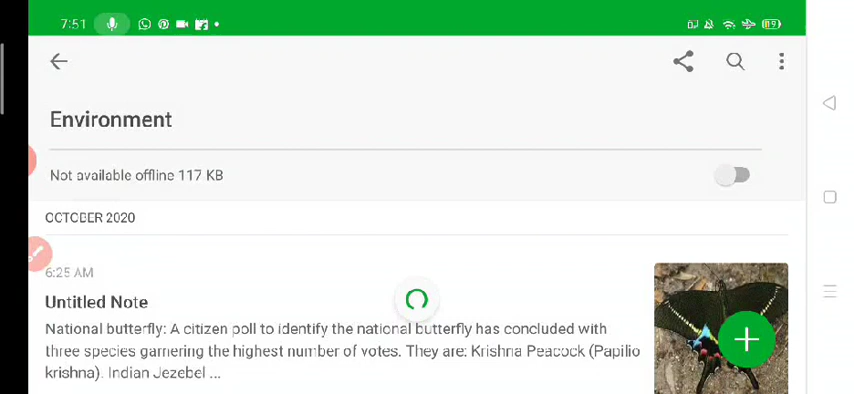 7:51
19
Environment
Not available offline 117 KB
OCTOBER 2020
6:25 AM
Untitled Note
National butterfly: A citizen poll to identify the national butterfly has concluded with
three species garnering the highest number of votes. They are: Krishna Peacock (Papilio
krishna). Indian Jezebel ...